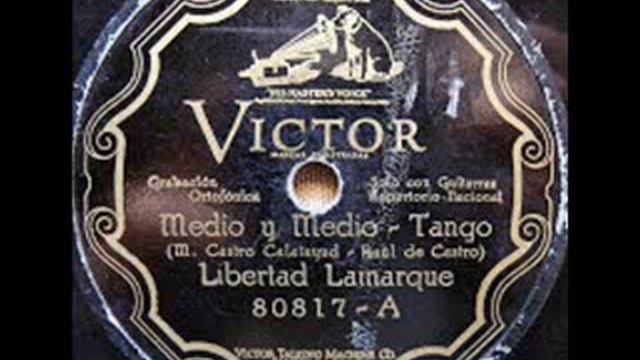 "HIS MASTER'S VOICE"
VICTOR
Grabación
Ortofónica
Solo con Guitarras
Repertorio Nacional
Medio y Medio - Tango
(M. Castro Calatayud - Raúl de Castro)
Libertad Lamarque
80817-A
VICTOR TALKING MACHINE CO.